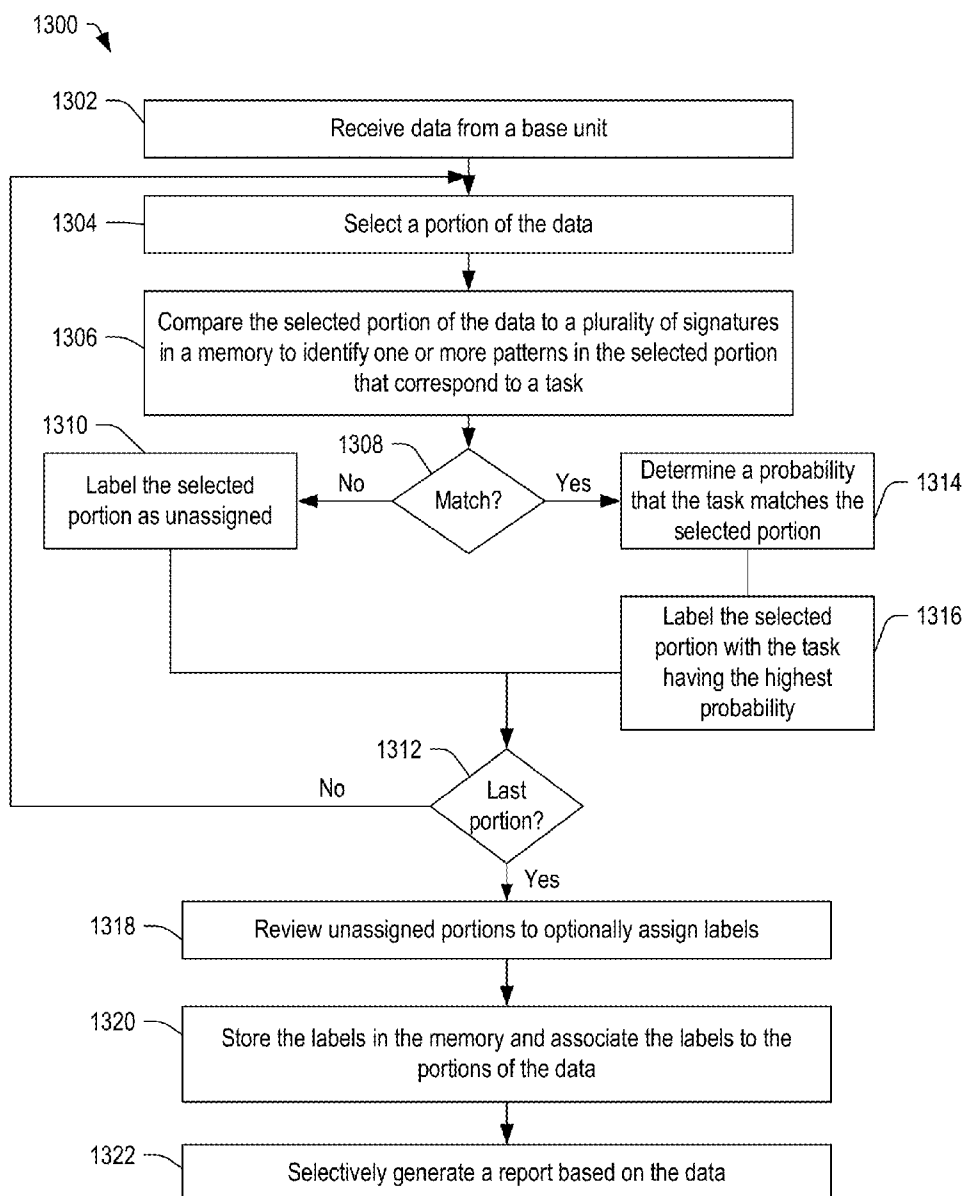 1300
1302
Receive data from a base unit
1304
Select a portion of the data
1306
Compare the selected portion of the data to a plurality of signatures
in a memory to identify one or more patterns in the selected portion
that correspond to a task
1310
Label the selected
portion as unassigned
No
1308
Match?
Yes
Determine a probability
that the task matches the
selected portion
1314
Label the selected
portion with the task
having the highest
probability
1316
1312
No
Last
portion?
Yes
1318
Review unassigned portions to optionally assign labels
1320
Store the labels in the memory and associate the labels to the
portions of the data
1322
Selectively generate a report based on the data